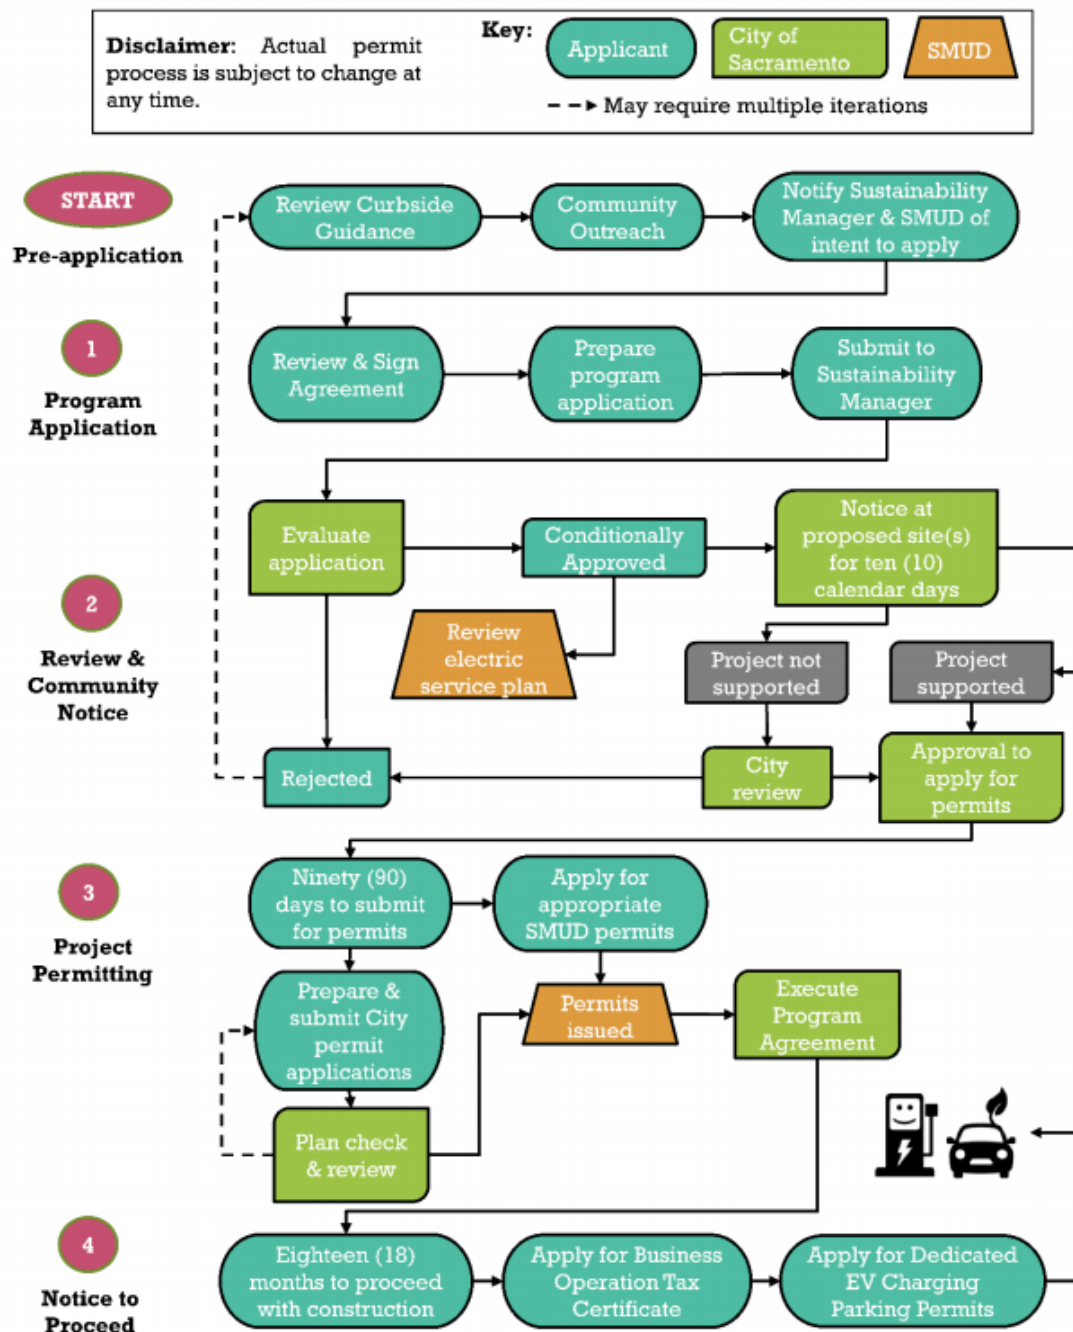 Disclaimer: Actual permit
process is subject to change at
any time.
Key:
Applicant
City of
Sacramento
SMUD
May require multiple iterations
START
Pre-application
Review Curbside
Guidance
Community
Outreach
Notify Sustainability
Manager & SMUD of
intent to apply
1
Program
Application
Review & Sign
Agreement
Prepare
program
application
Submit to
Sustainability
Manager
2
Review &
Community
Notice
Evaluate
application
Conditionally
Approved
Notice at
proposed site(s)
for ten (10)
calendar days
Review
electric
service plan
Project not
supported
Project
supported
Rejected
City
review
Approval to
apply for
permits
3
Project
Permitting
Ninety (90)
days to submit
for permits
Apply for
appropriate
SMUD permits
Prepare &
submit City
permit
applications
Permits
issued
Execute
Program
Agreement
Plan check
& review
4
Notice to
Proceed
Eighteen (18)
months to proceed
with construction
Apply for Business
Operation Tax
Certificate
Apply for Dedicated
EV Charging
Parking Permits